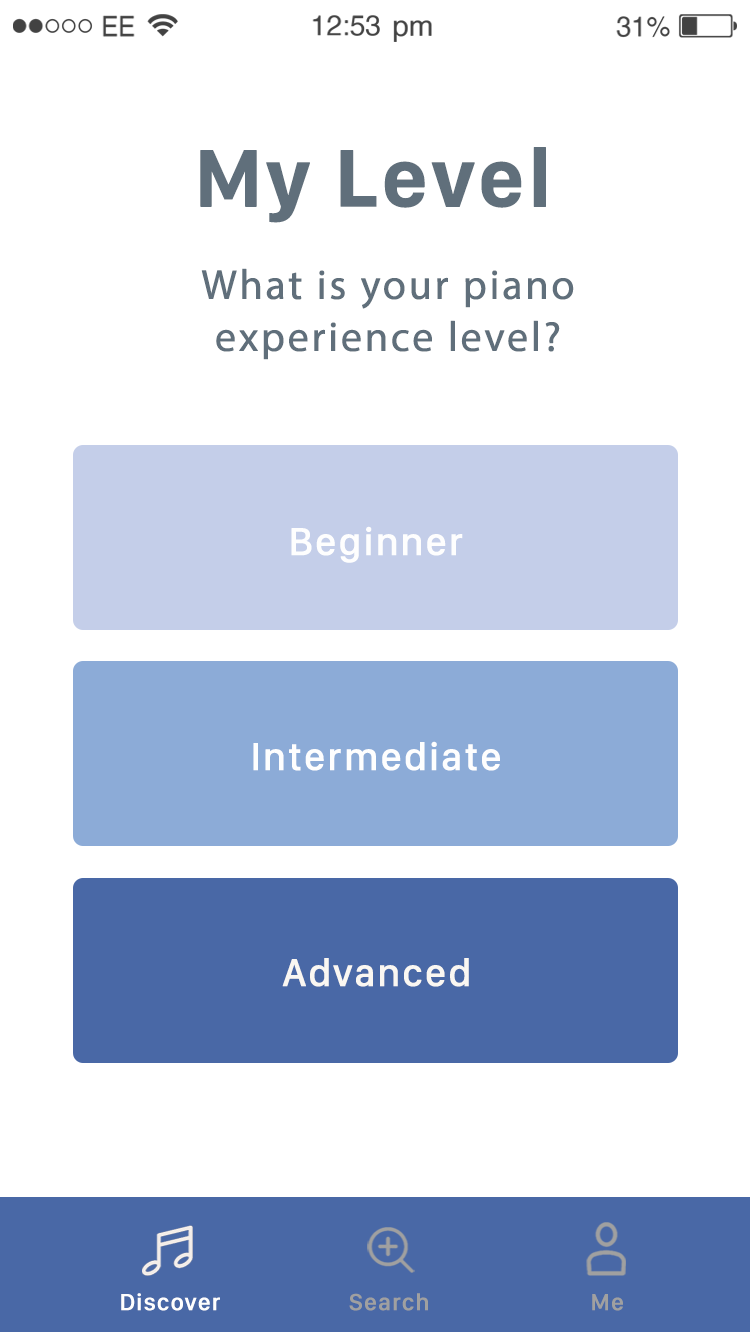 EE 12:53 pm 31%
My Level
What is your piano
experience level?
Beginner
Intermediate
Advanced
Discover Search Me